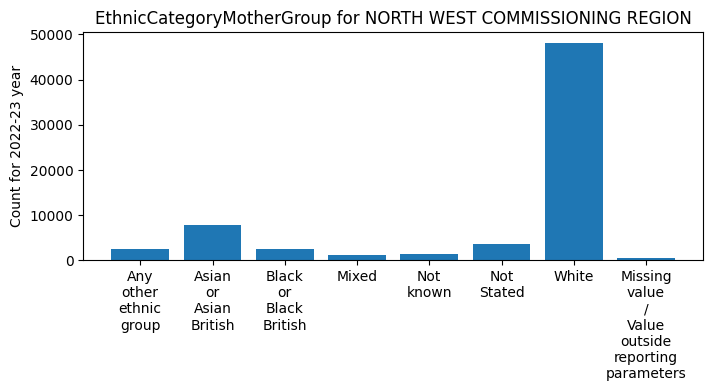 EthnicCategoryMotherGroup for NORTH WEST COMMISSIONING REGION
Count for 2022-23 year
50000
40000
30000
20000
10000
0
Any
other
ethnic
group
Asian
or
Asian
British
Black
or
Black
British
Mixed
Not
known
Not
Stated
White
Missing
value
/
Value
outside
reporting
parameters